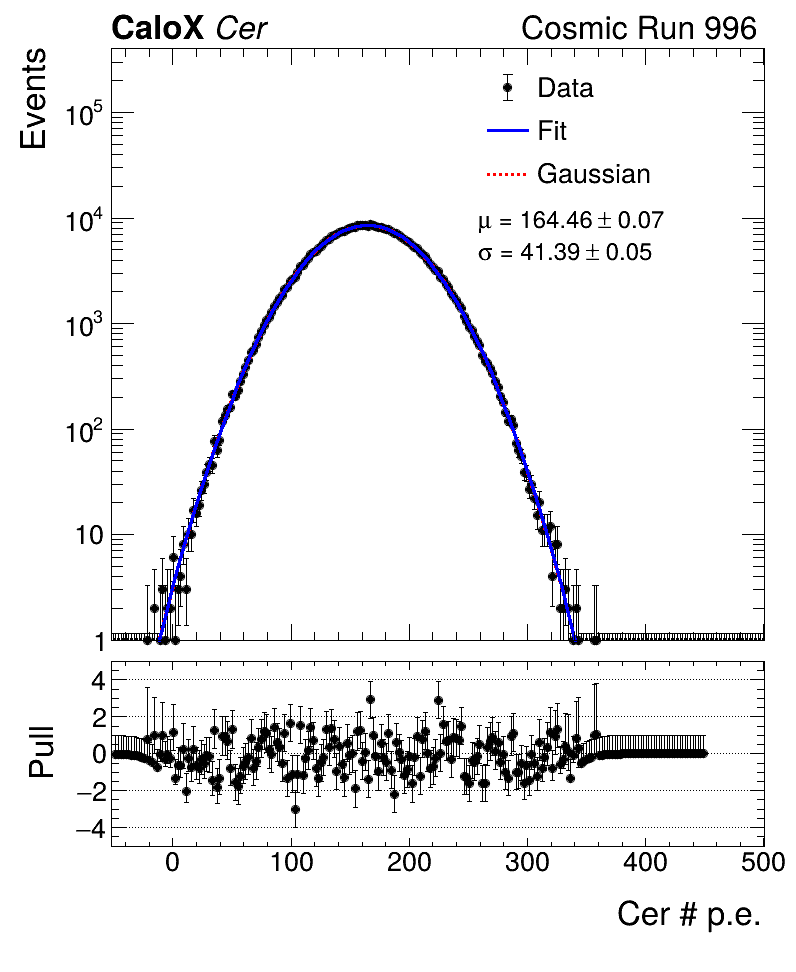 CaloX Cer Cosmic Run 996
Events
10⁵
10⁴
10³
10²
10
1
Data
Fit
Gaussian
μ = 164.46 ± 0.07
σ = 41.39 ± 0.05
Pull
4
2
0
−2
−4
0 100 200 300 400 500
Cer # p.e.